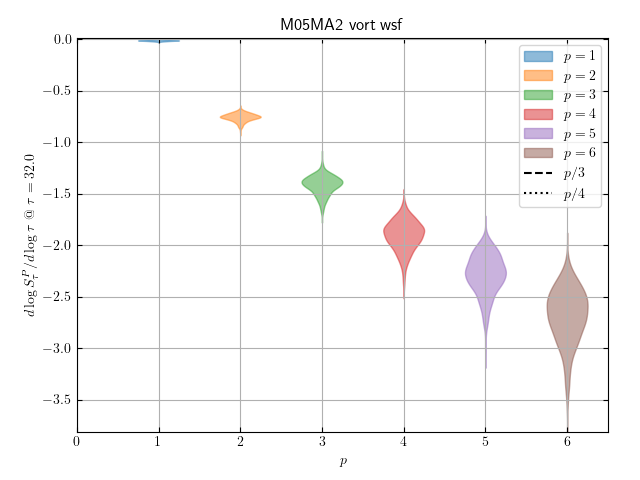 M05MA2 vort wsf
0.0
−0.5
−1.0
−1.5
−2.0
−2.5
−3.0
−3.5
d log S_τ^P / d log τ @ τ = 32.0
p = 1
p = 2
p = 3
p = 4
p = 5
p = 6
p/3
p/4
0 1 2 3 4 5 6
p